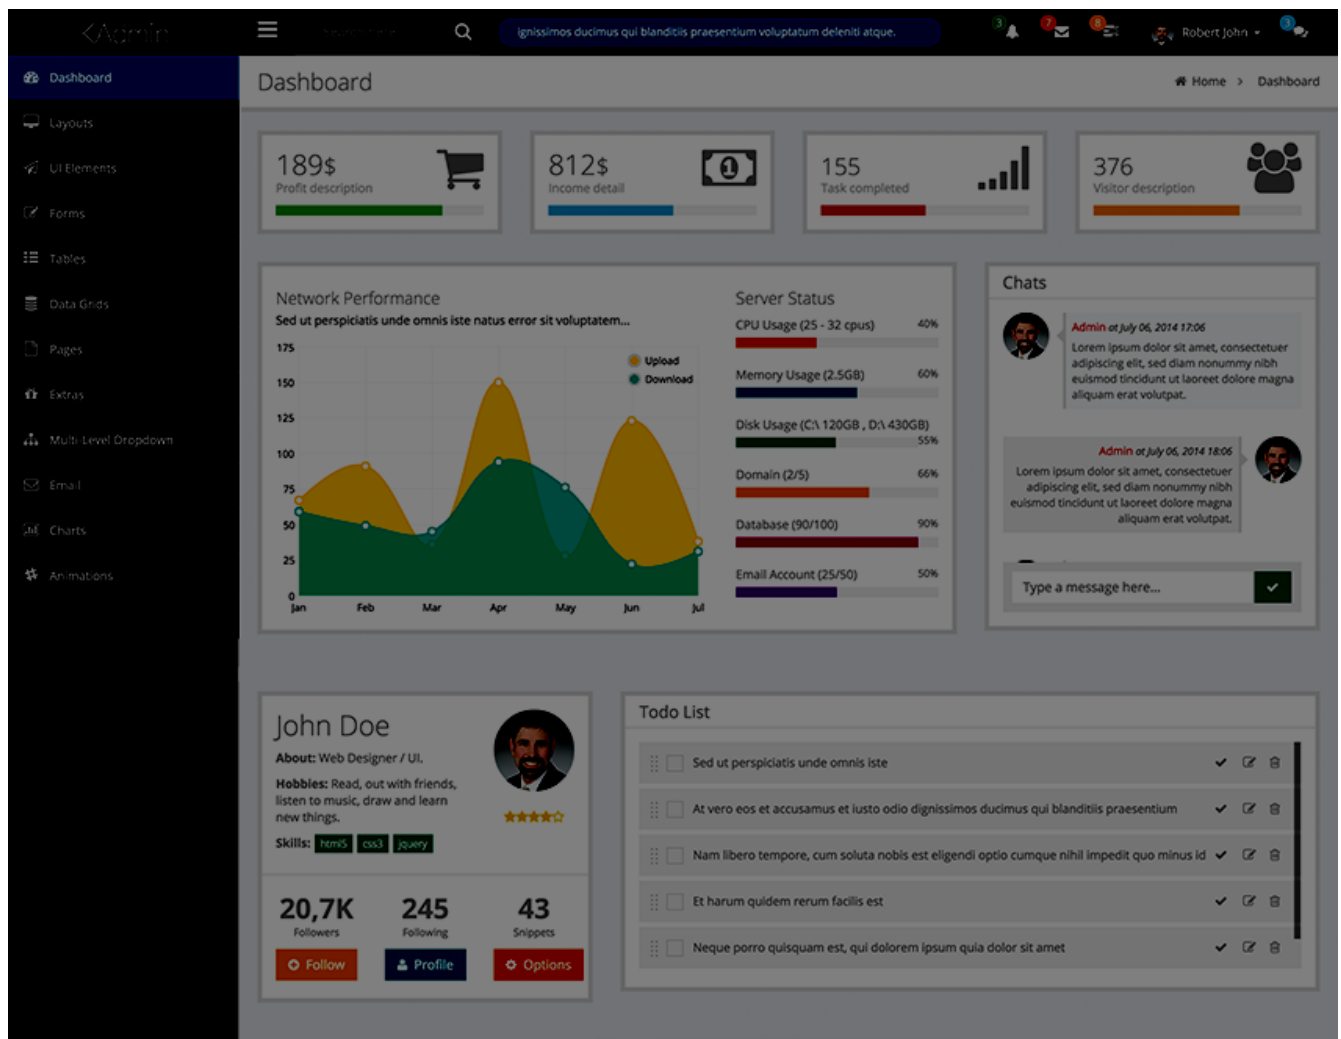 Admin
Search here...
ignissimos ducimus qui blanditiis praesentium voluptatum deleniti atque.
3
7
8
Robert John
3
Dashboard
Layouts
UI Elements
Forms
Tables
Data Grids
Pages
Extras
Multi-Level Dropdown
Email
Charts
Animations
Dashboard
Home > Dashboard
189$
Profit description
812$
Income detail
1
155
Task completed
376
Visitor description
Network Performance
Sed ut perspiciatis unde omnis iste natus error sit voluptatem...
175
150
125
100
75
50
25
0
Jan Feb Mar Apr May Jun Jul
Upload
Download
Server Status
CPU Usage (25 - 32 cpus) 40%
Memory Usage (2.5GB) 60%
Disk Usage (C:\ 120GB , D:\ 430GB)
55%
Domain (2/5) 66%
Database (90/100) 90%
Email Account (25/50) 50%
Chats
Admin at July 06, 2014 17:06
Lorem ipsum dolor sit amet, consectetuer
adipiscing elit, sed diam nonummy nibh
euismod tincidunt ut laoreet dolore magna
aliquam erat volutpat.
Admin at July 06, 2014 18:06
Lorem ipsum dolor sit amet, consectetuer
adipiscing elit, sed diam nonummy nibh
euismod tincidunt ut laoreet dolore magna
aliquam erat volutpat.
Type a message here...
John Doe
About: Web Designer / UI.
Hobbies: Read, out with friends,
listen to music, draw and learn
new things.
Skills: html5 css3 jquery
20,7K 245 43
Followers Following Snippets
Follow Profile Options
Todo List
Sed ut perspiciatis unde omnis iste
At vero eos et accusamus et iusto odio dignissimos ducimus qui blanditiis praesentium
Nam libero tempore, cum soluta nobis est eligendi optio cumque nihil impedit quo minus id
Et harum quidem rerum facilis est
Neque porro quisquam est, qui dolorem ipsum quia dolor sit amet